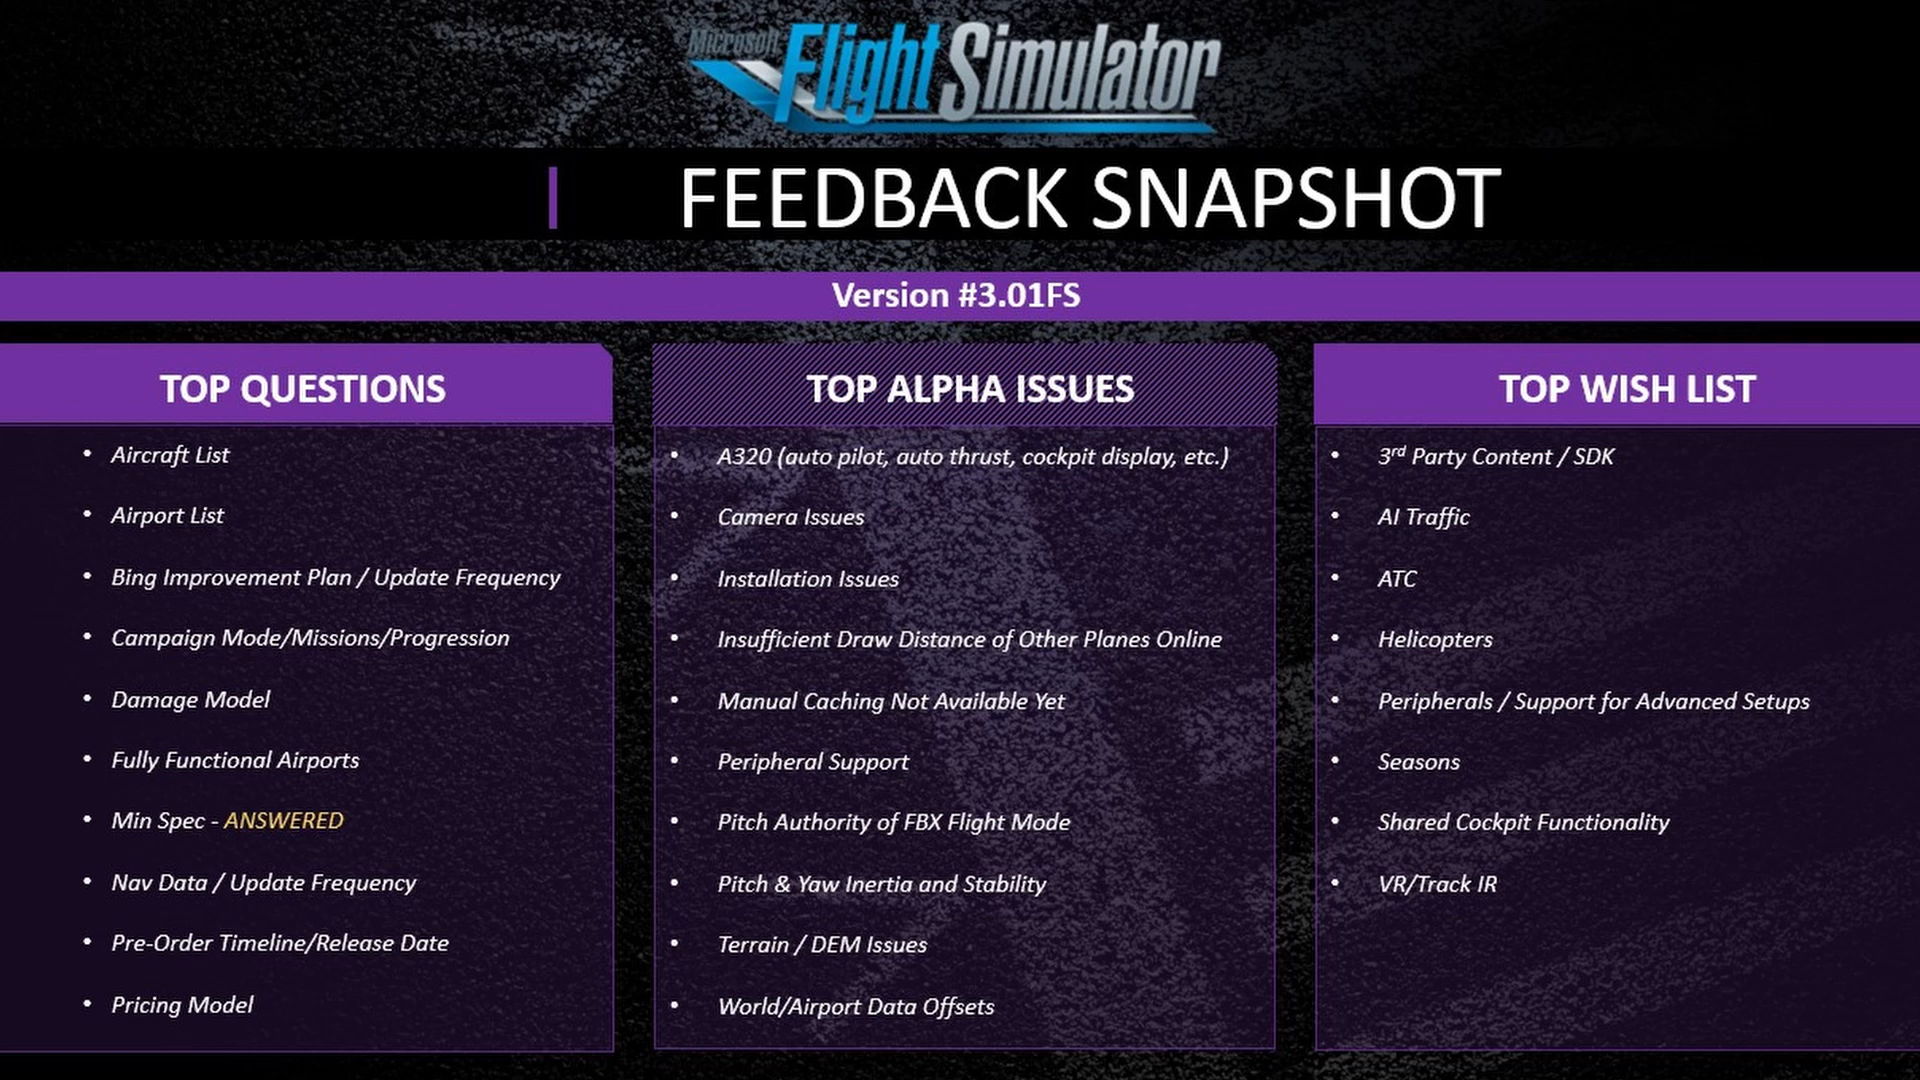 Microsoft Flight Simulator
FEEDBACK SNAPSHOT
Version #3.01FS
TOP QUESTIONS
• Aircraft List
• Airport List
• Bing Improvement Plan / Update Frequency
• Campaign Mode/Missions/Progression
• Damage Model
• Fully Functional Airports
• Min Spec - ANSWERED
• Nav Data / Update Frequency
• Pre-Order Timeline/Release Date
• Pricing Model
TOP ALPHA ISSUES
• A320 (auto pilot, auto thrust, cockpit display, etc.)
• Camera Issues
• Installation Issues
• Insufficient Draw Distance of Other Planes Online
• Manual Caching Not Available Yet
• Peripheral Support
• Pitch Authority of FBX Flight Mode
• Pitch & Yaw Inertia and Stability
• Terrain / DEM Issues
• World/Airport Data Offsets
TOP WISH LIST
• 3rd Party Content / SDK
• AI Traffic
• ATC
• Helicopters
• Peripherals / Support for Advanced Setups
• Seasons
• Shared Cockpit Functionality
• VR/Track IR